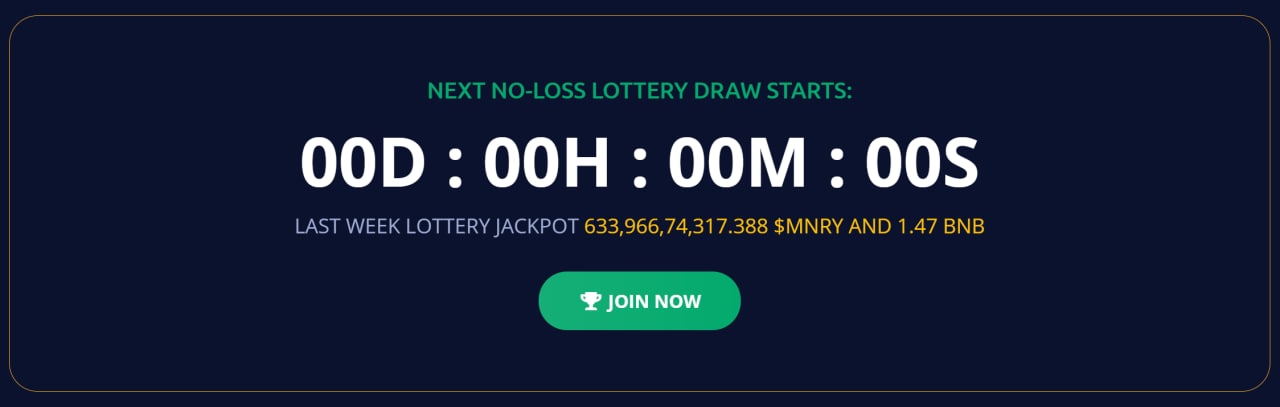 NEXT NO-LOSS LOTTERY DRAW STARTS:
00D : 00H : 00M : 00S
LAST WEEK LOTTERY JACKPOT 633,966,74,317.388 $MNRY AND 1.47 BNB
JOIN NOW